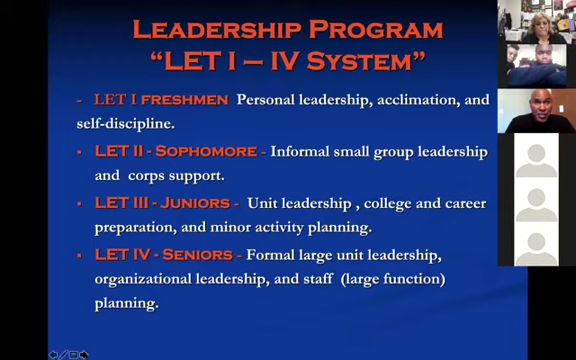 LEADERSHIP PROGRAM
"LET I – IV SYSTEM"
- LET I FRESHMEN Personal leadership, acclimation, and
self-discipline.
▪ LET II - SOPHOMORE - Informal small group leadership
and corps support.
▪ LET III - JUNIORS - Unit leadership , college and career
preparation, and minor activity planning.
▪ LET IV - SENIORS - Formal large unit leadership,
organizational leadership, and staff (large function)
planning.